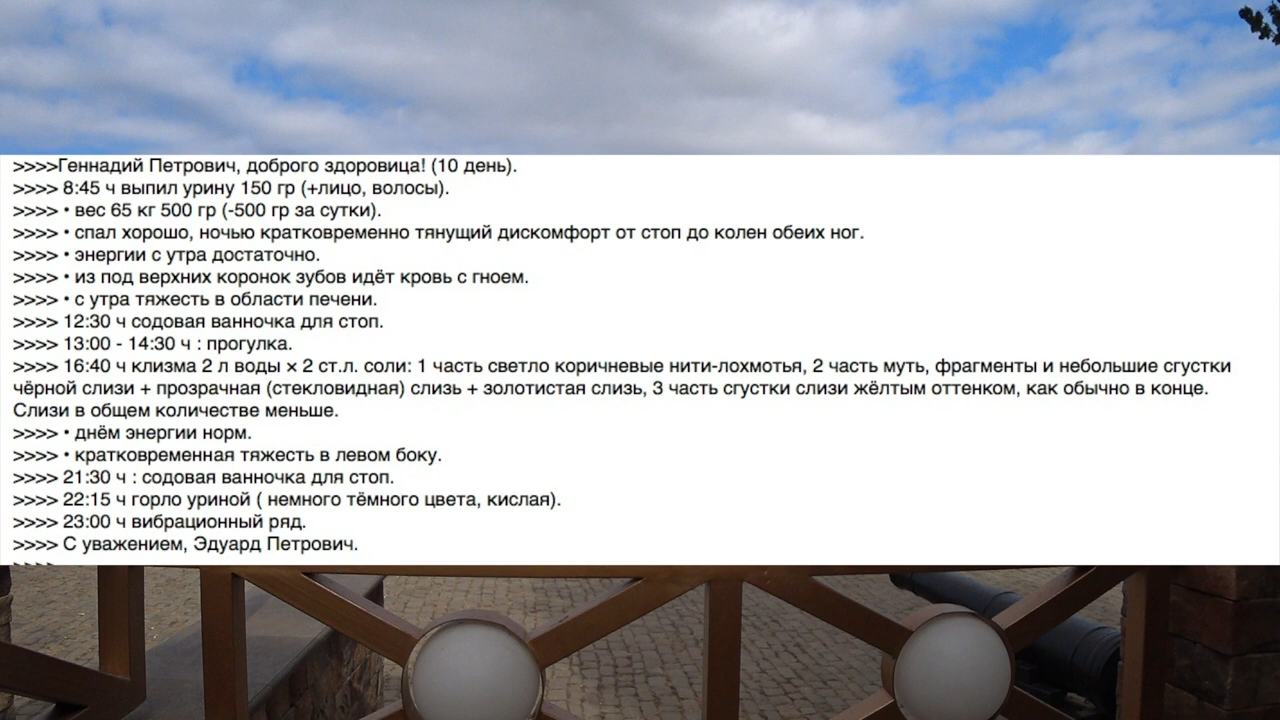 >>>>Геннадий Петрович, доброго здоровица! (10 день).
>>>> 8:45 ч выпил урину 150 гр (+лицо, волосы).
>>>> • вес 65 кг 500 гр (-500 гр за сутки).
>>>> • спал хорошо, ночью кратковременно тянущий дискомфорт от стоп до колен обеих ног.
>>>> • энергии с утра достаточно.
>>>> • из под верхних коронок зубов идёт кровь с гноем.
>>>> • с утра тяжесть в области печени.
>>>> 12:30 ч содовая ванночка для стоп.
>>>> 13:00 - 14:30 ч : прогулка.
>>>> 16:40 ч клизма 2 л воды × 2 ст.л. соли: 1 часть светло коричневые нити-лохмотья, 2 часть муть, фрагменты и небольшие сгустки
чёрной слизи + прозрачная (стекловидная) слизь + золотистая слизь, 3 часть сгустки слизи жёлтым оттенком, как обычно в конце.
Слизи в общем количестве меньше.
>>>> • днём энергии норм.
>>>> • кратковременная тяжесть в левом боку.
>>>> 21:30 ч : содовая ванночка для стоп.
>>>> 22:15 ч горло уриной ( немного тёмного цвета, кислая).
>>>> 23:00 ч вибрационный ряд.
>>>> С уважением, Эдуард Петрович.